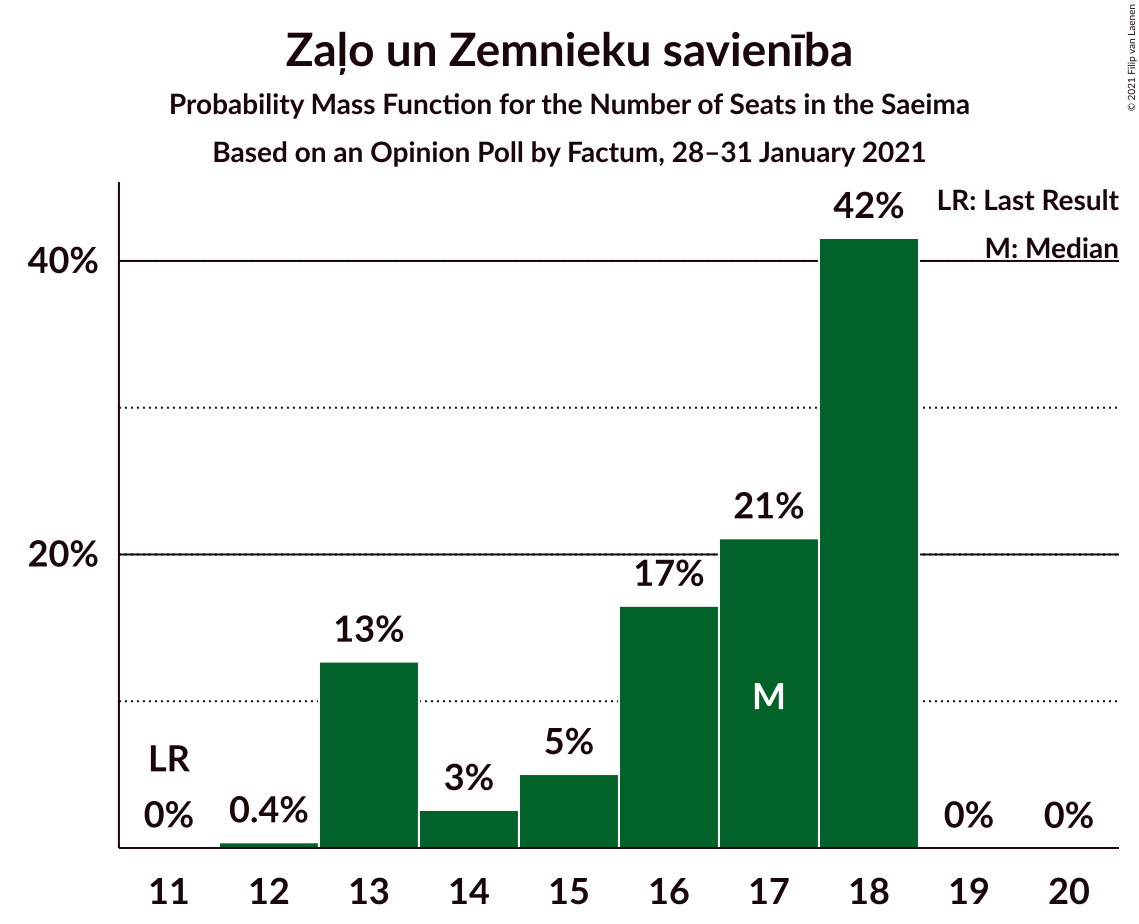 Zaļo un Zemnieku savienība
Probability Mass Function for the Number of Seats in the Saeima
Based on an Opinion Poll by Factum, 28–31 January 2021
© 2021 Filip van Laenen
LR: Last Result
M: Median
40%
20%
LR
0%
0.4%
13%
3%
5%
17%
21%
M
42%
0%
0%
11 12 13 14 15 16 17 18 19 20